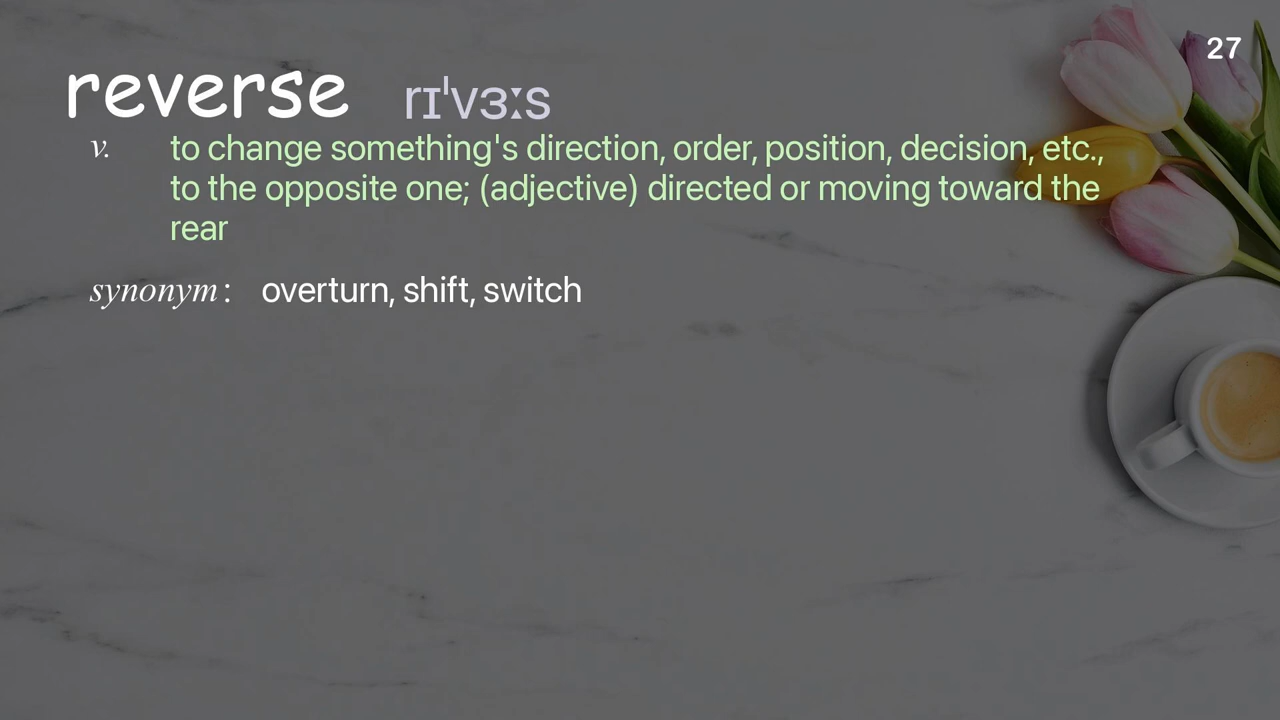 27
reverse rɪˈvɜːs
v. to change something's direction, order, position, decision, etc.,
to the opposite one; (adjective) directed or moving toward the
rear
synonym : overturn, shift, switch